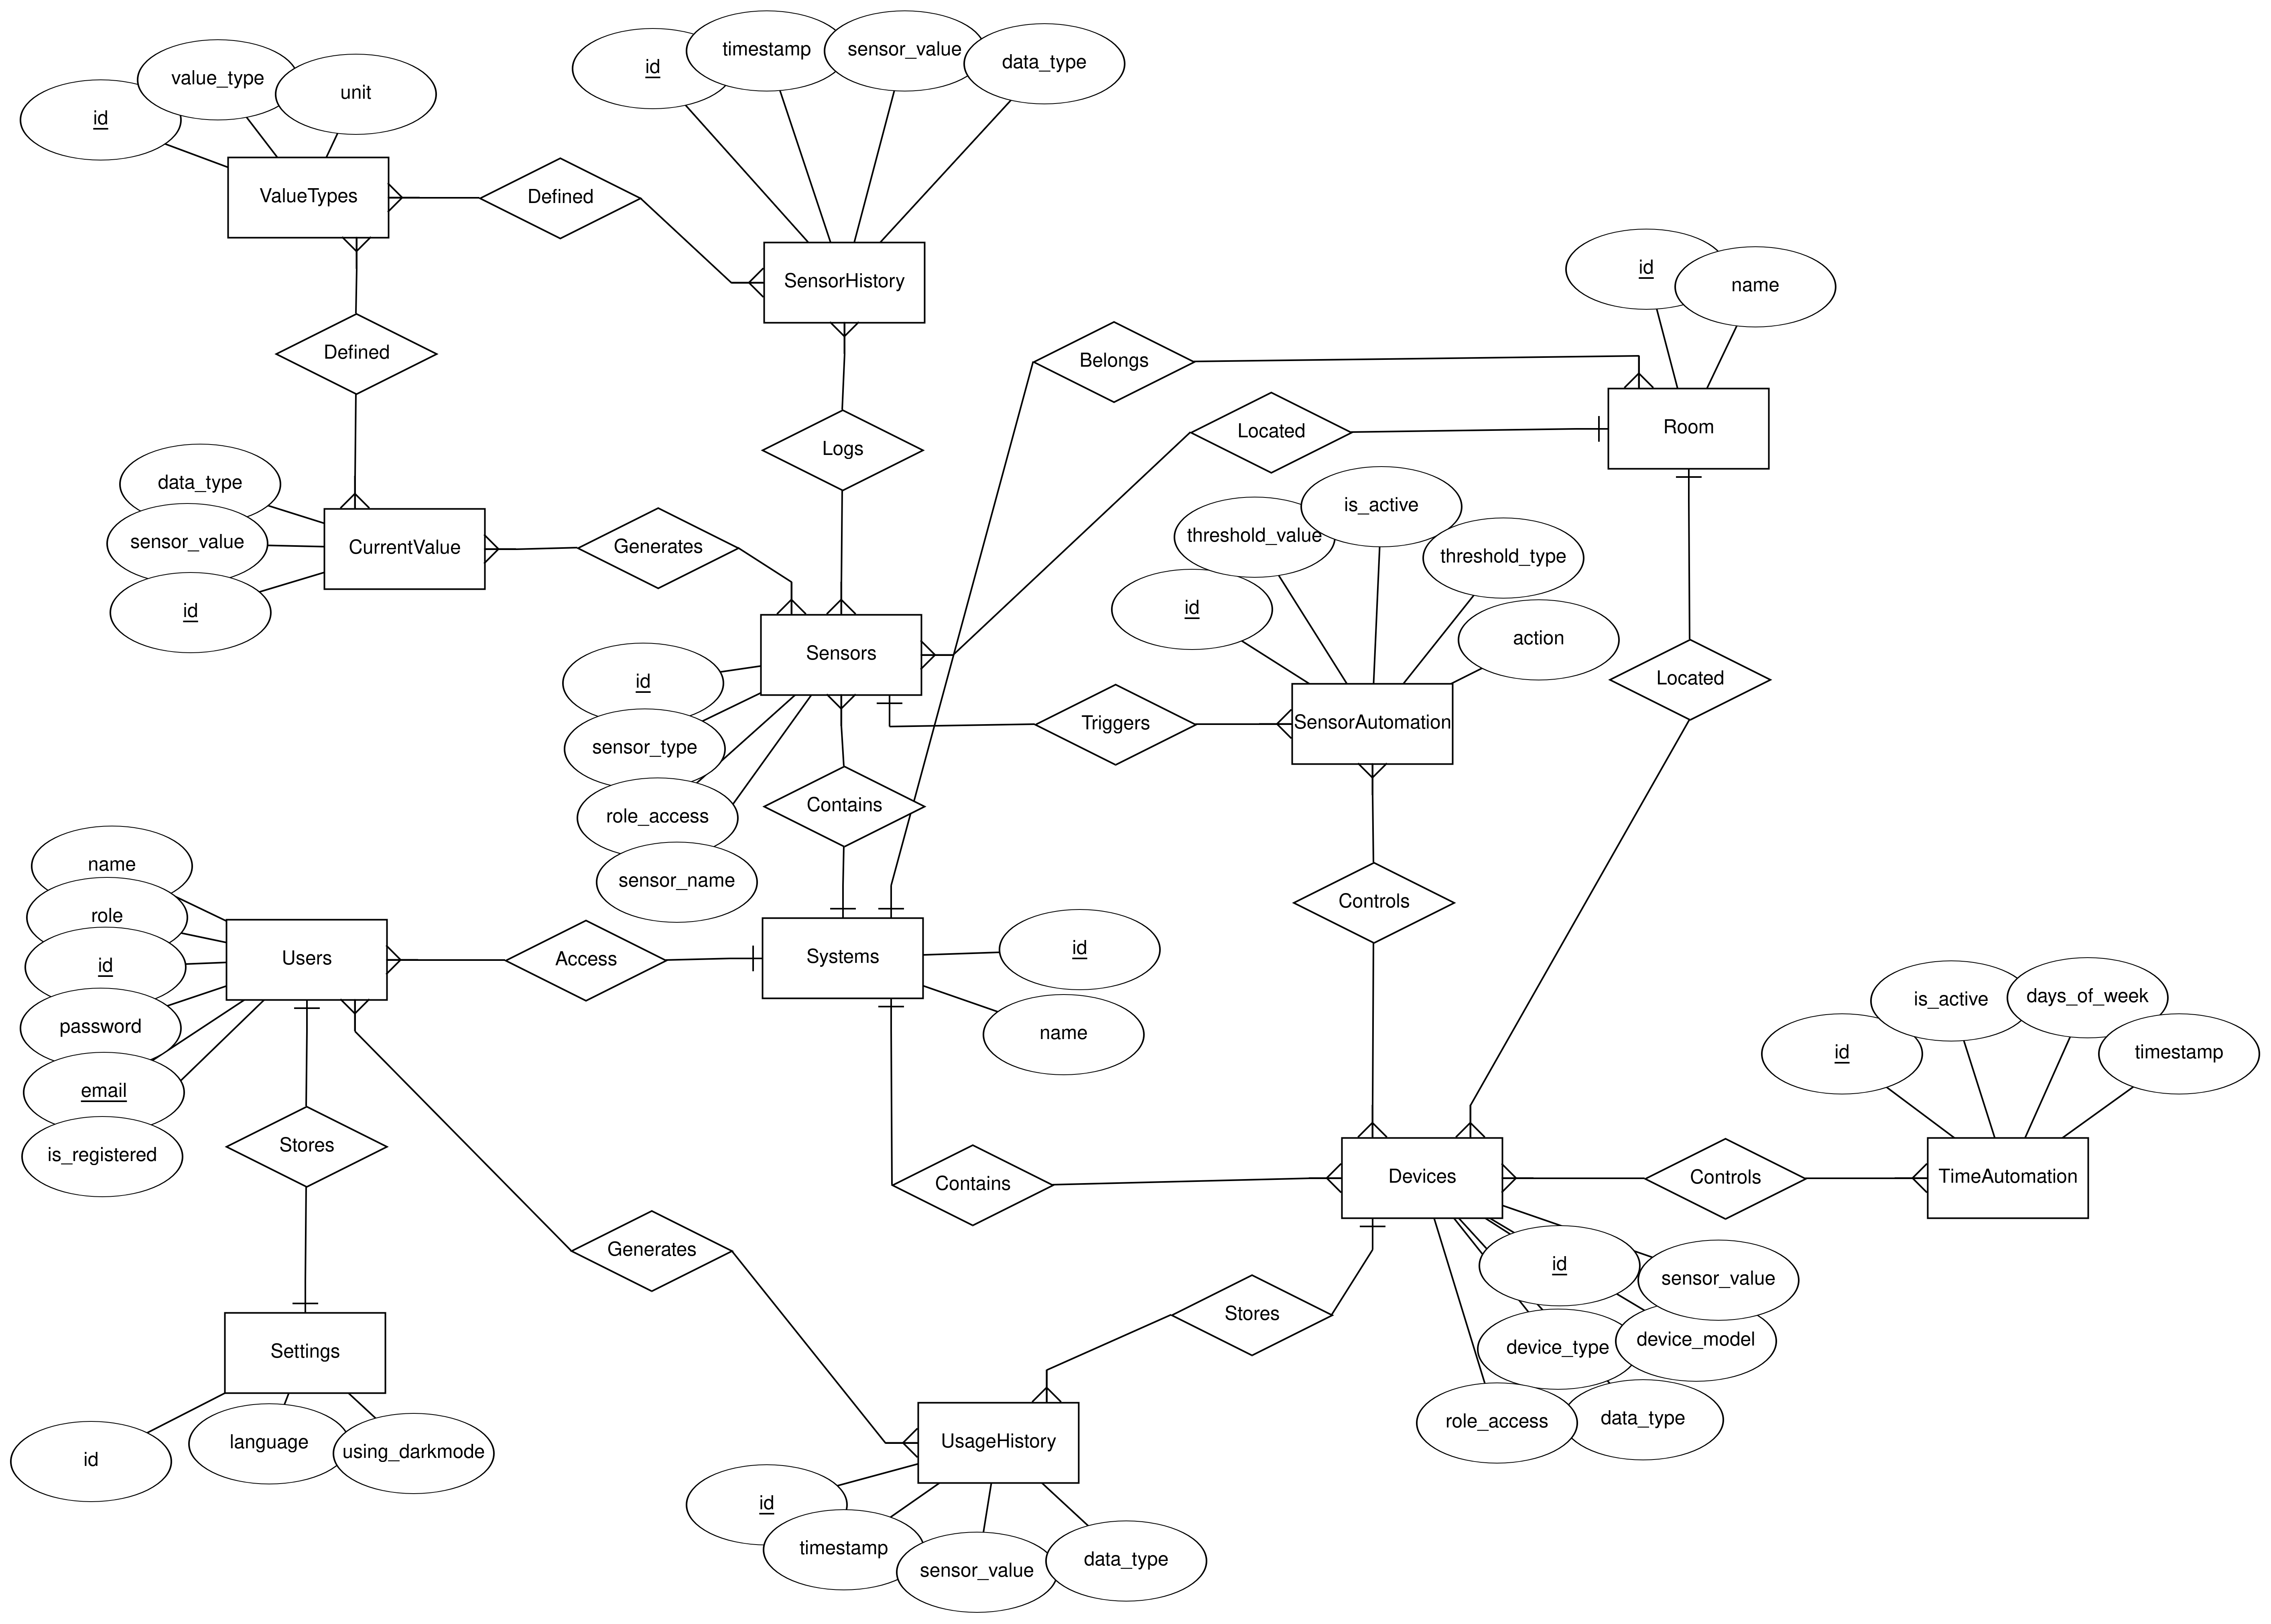 timestamp
sensor_value
id
data_type
value_type
unit
id
ValueTypes
Defined
SensorHistory
id
name
Defined
Belongs
Located
Room
Logs
data_type
sensor_value
id
CurrentValue
Generates
is_active
threshold_value
threshold_type
id
action
Sensors
Located
id
sensor_type
role_access
sensor_name
Triggers
SensorAutomation
Contains
Controls
name
role
id
password
email
is_registered
Users
Access
Systems
id
name
is_active
days_of_week
id
timestamp
Stores
Contains
Devices
Controls
TimeAutomation
Generates
id
sensor_value
Stores
device_type
device_model
role_access
data_type
Settings
id
language
using_darkmode
UsageHistory
id
timestamp
sensor_value
data_type